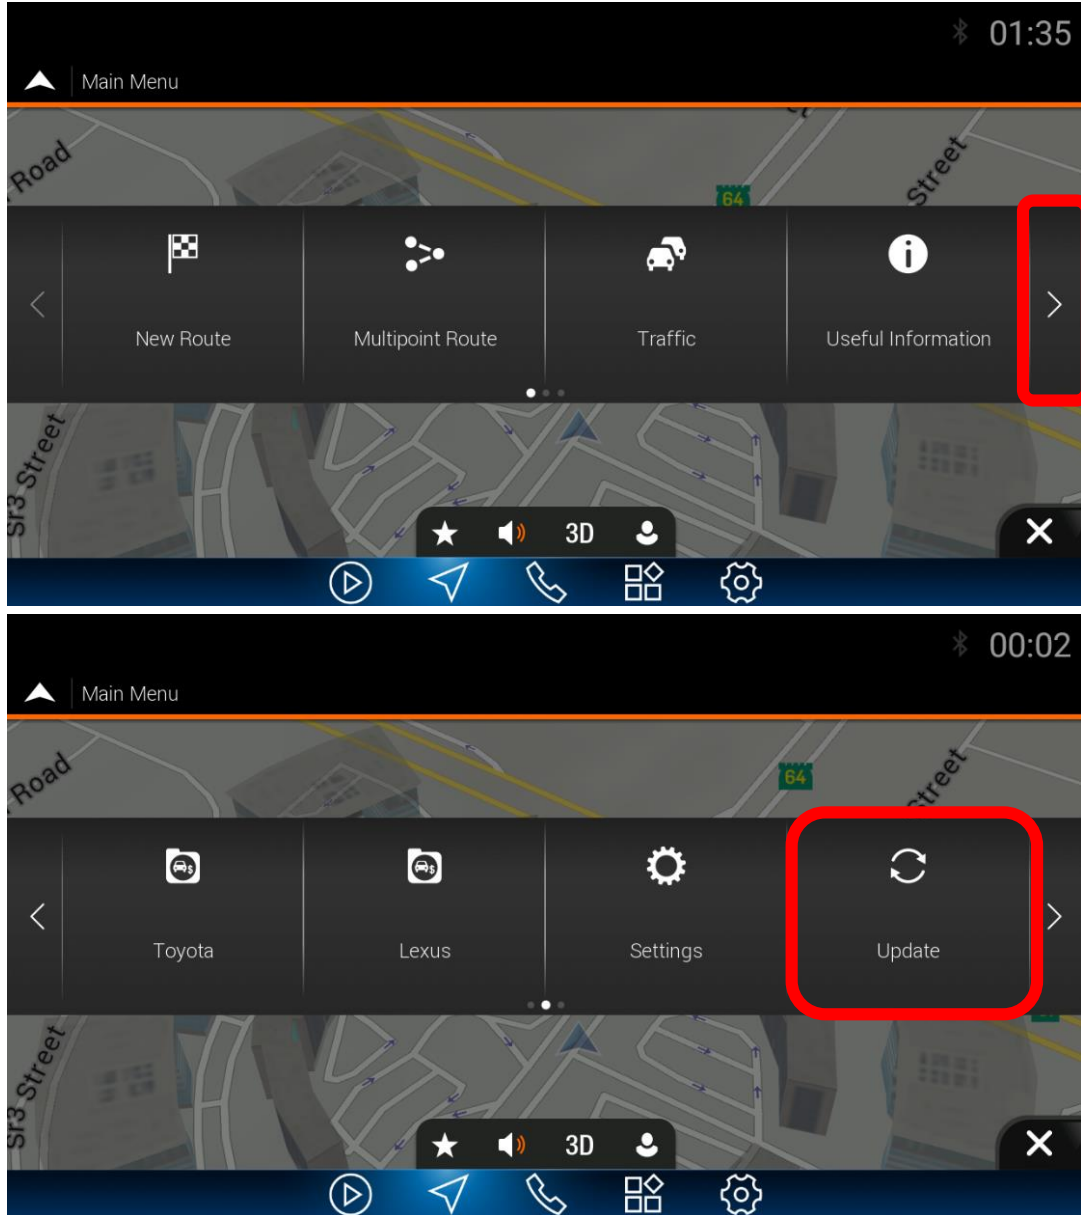 01:35
Main Menu
Road
Street
64
New Route
Multipoint Route
Traffic
Useful Information
Sr3 Street
3D
00:02
Main Menu
Road
Street
64
Toyota
Lexus
Settings
Update
Sr3 Street
3D